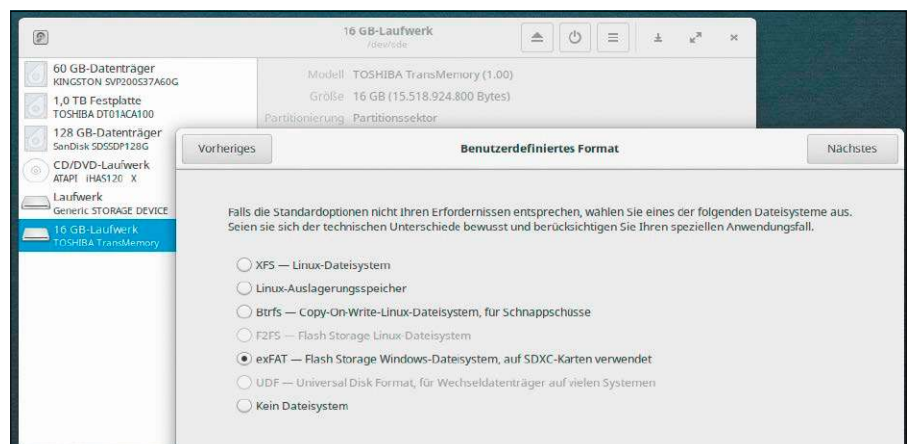 16 GB-Laufwerk
/dev/sde
60 GB-Datenträger
KINGSTON SVP200S37A60G
1,0 TB Festplatte
TOSHIBA DT01ACA100
128 GB-Datenträger
SanDisk SDSSDP128G
CD/DVD-Laufwerk
ATAPI iHAS120 X
Laufwerk
Generic STORAGE DEVICE
16 GB-Laufwerk
TOSHIBA TransMemory
Modell TOSHIBA TransMemory (1.00)
Größe 16 GB (15.518.924.800 Bytes)
Partitionierung Partitionssektor
Vorheriges Benutzerdefiniertes Format Nächstes
Falls die Standardoptionen nicht Ihren Erfordernissen entsprechen, wählen Sie eines der folgenden Dateisysteme aus.
Seien sie sich der technischen Unterschiede bewusst und berücksichtigen Sie Ihren speziellen Anwendungsfall.
XFS — Linux-Dateisystem
Linux-Auslagerungsspeicher
Btrfs — Copy-On-Write-Linux-Dateisystem, für Schnappschüsse
F2FS — Flash Storage Linux-Dateisystem
exFAT — Flash Storage Windows-Dateisystem, auf SDXC-Karten verwendet
UDF — Universal Disk Format, für Wechseldatenträger auf vielen Systemen
Kein Dateisystem